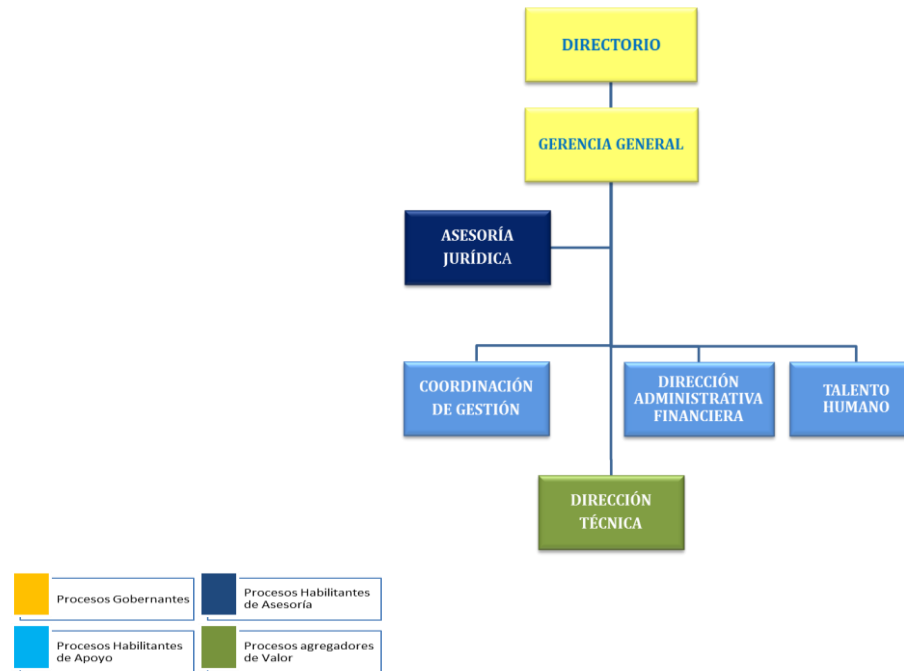 DIRECTORIO
GERENCIA GENERAL
ASESORÍA
JURÍDICA
COORDINACIÓN
DE GESTIÓN
DIRECCIÓN
ADMINISTRATIVA
FINANCIERA
TALENTO
HUMANO
DIRECCIÓN
TÉCNICA
Procesos Gobernantes
Procesos Habilitantes
de Asesoría
Procesos Habilitantes
de Apoyo
Procesos agregadores
de Valor